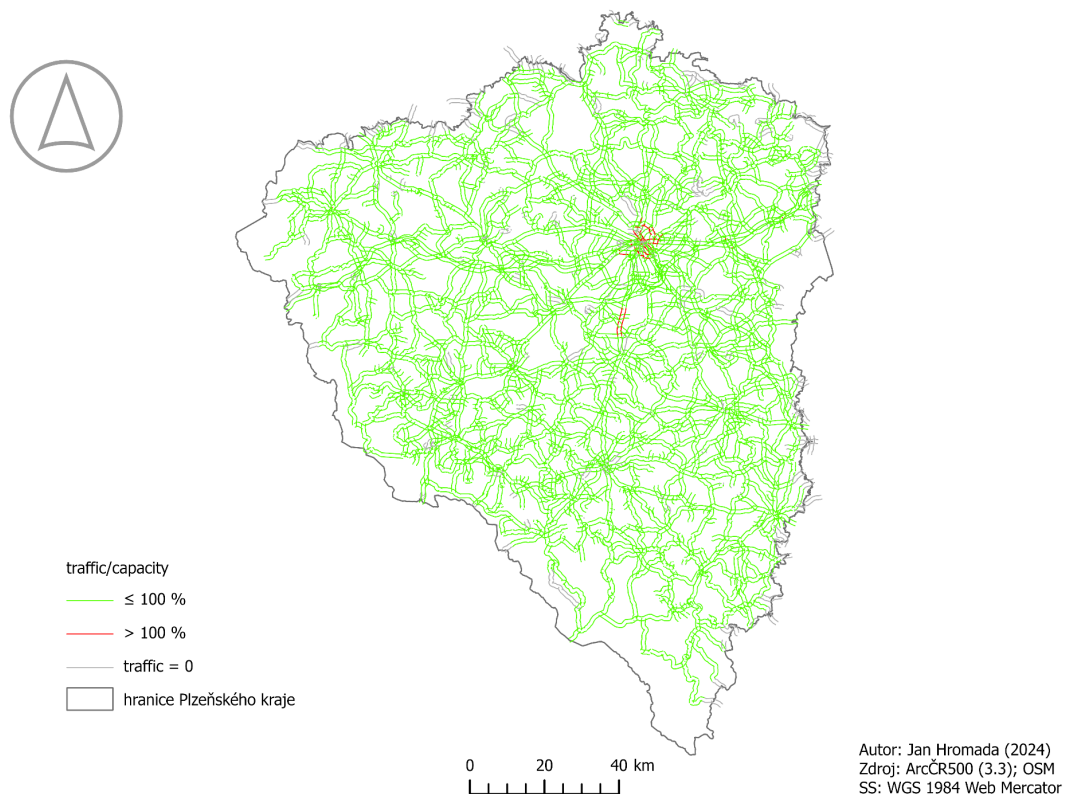 traffic/capacity
≤ 100 %
> 100 %
traffic = 0
hranice Plzeňského kraje
0 20 40 km
Autor: Jan Hromada (2024)
Zdroj: ArcČR500 (3.3); OSM
SS: WGS 1984 Web Mercator